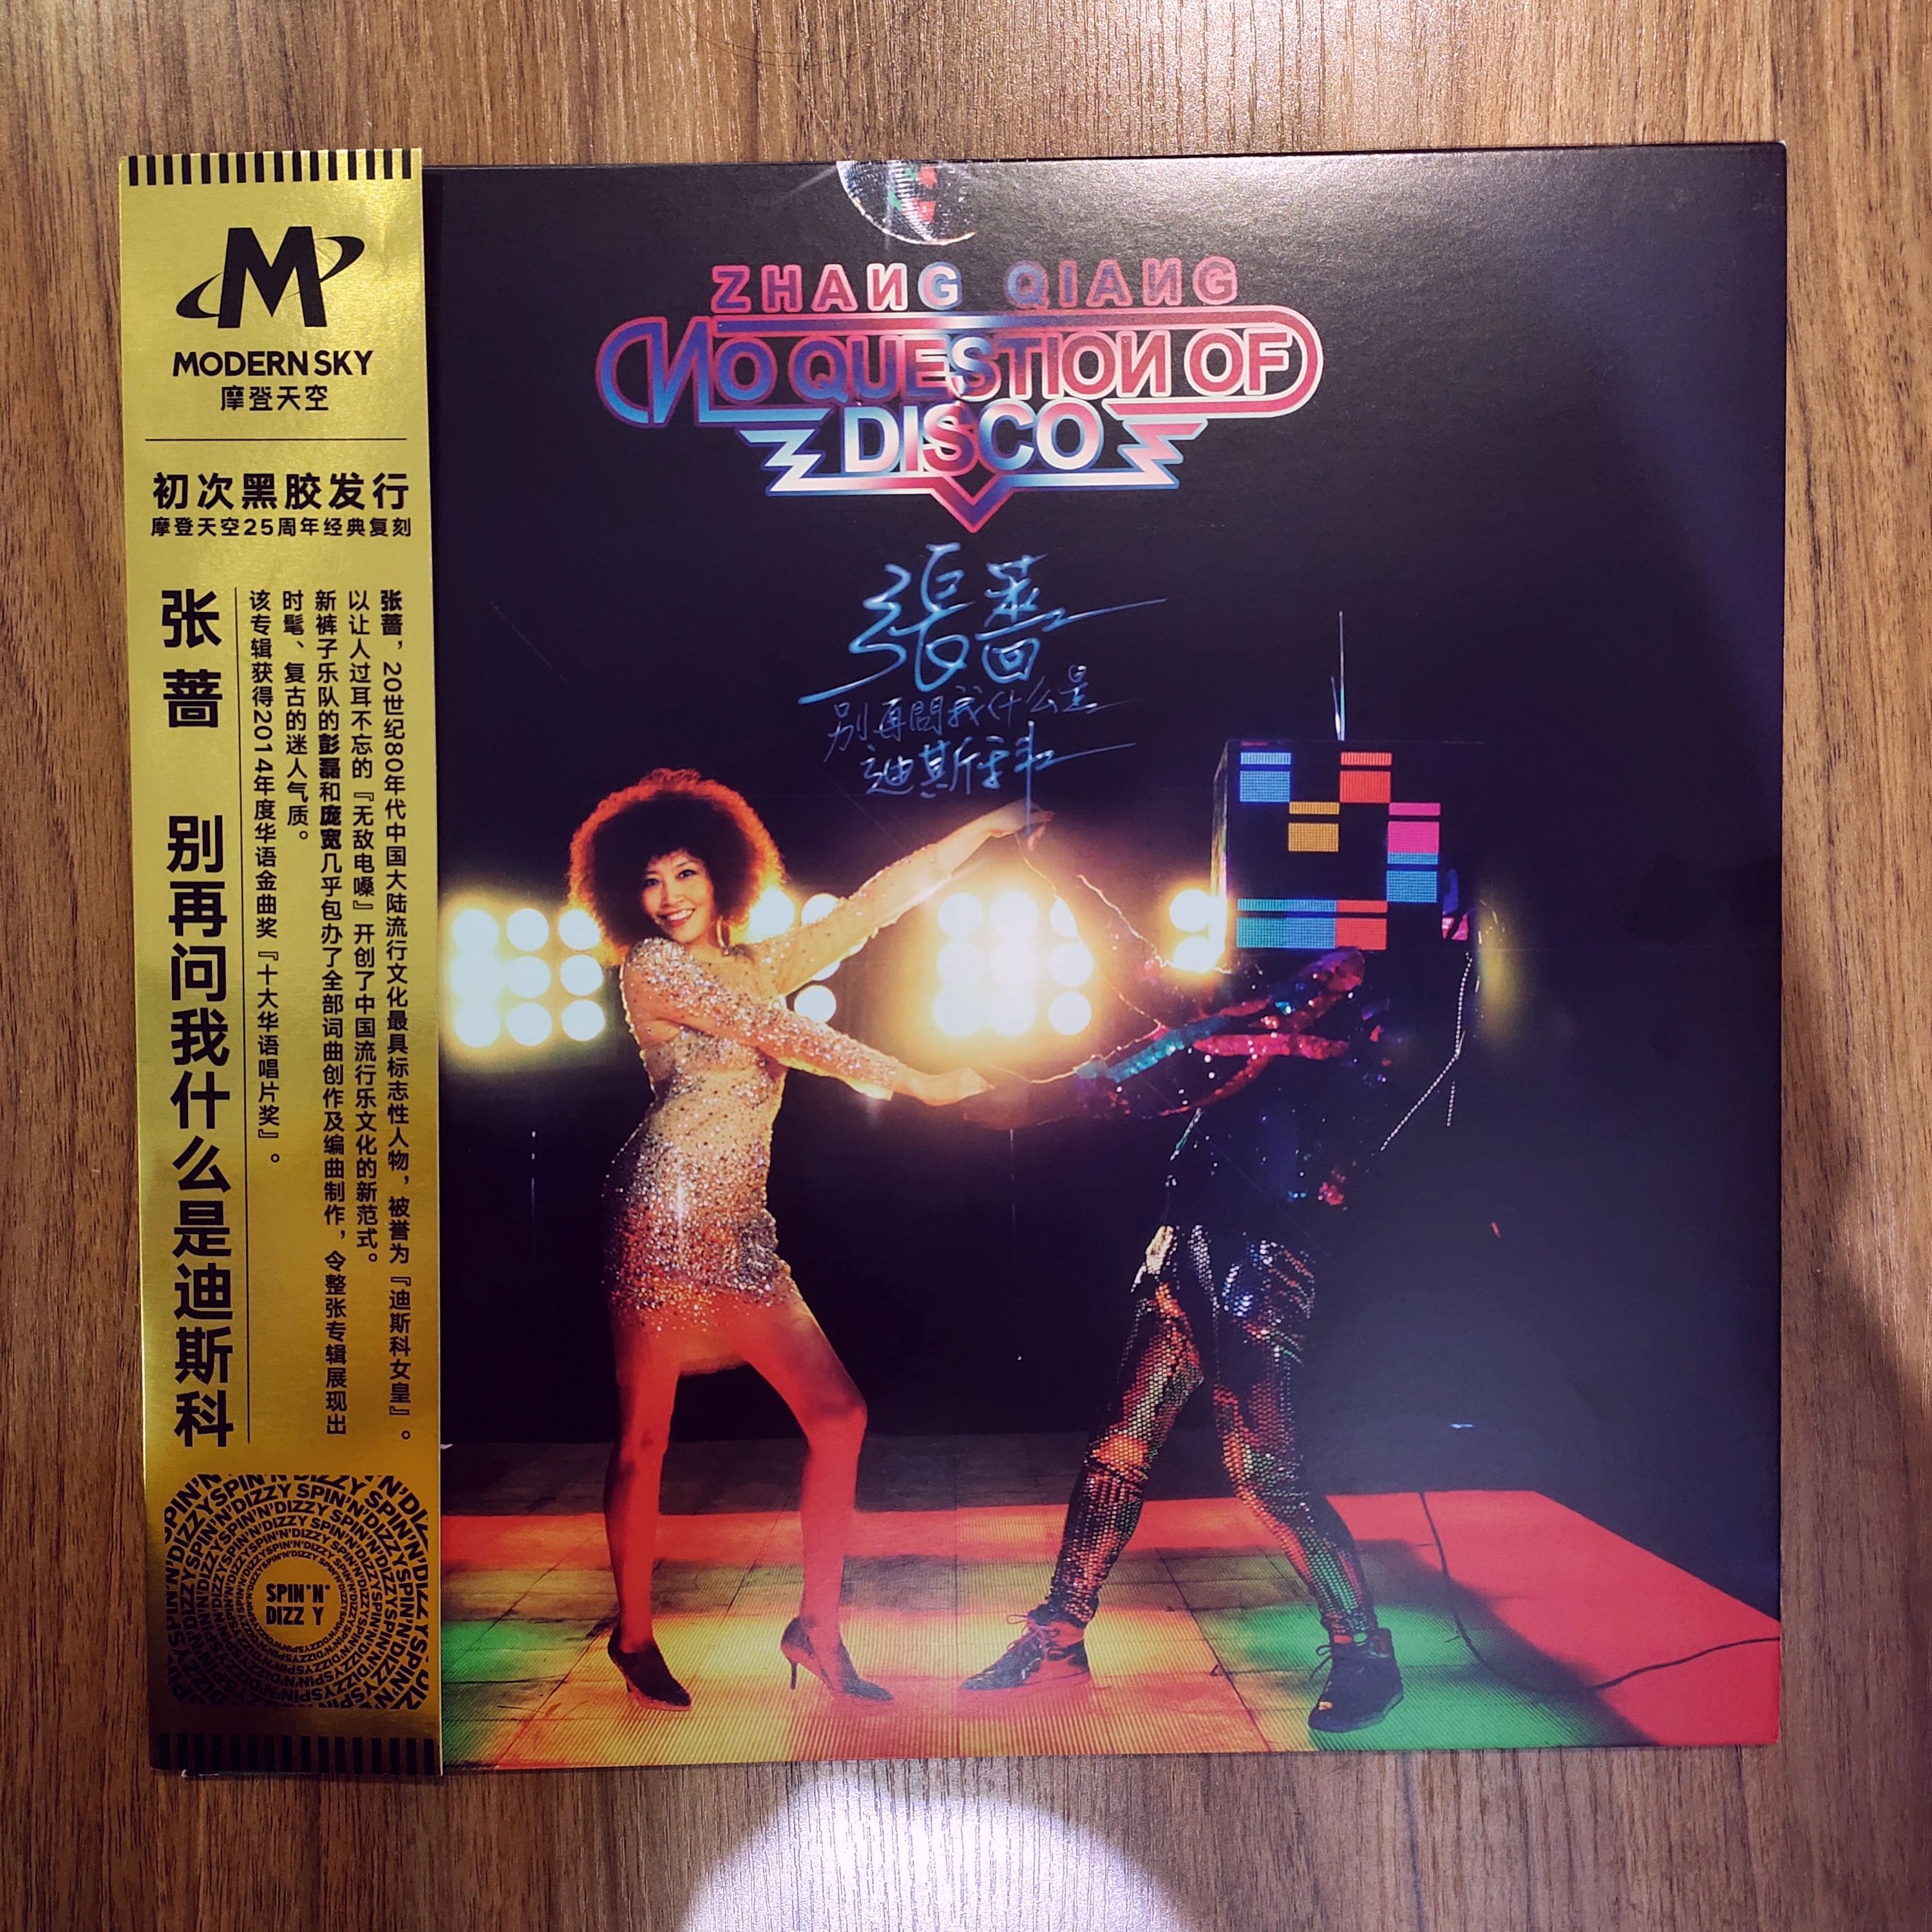 MODERN SKY
摩登天空
初次黑胶发行
摩登天空25周年经典复刻
张蔷，20世纪80年代中国大陆流行文化最具标志性人物，被誉为『迪斯科女皇』。
以让人过耳不忘的『无敌电嗓』开创了中国流行乐文化的新范式。
新裤子乐队的彭磊和庞宽几乎包办了全部词曲创作及编曲制作，令整张专辑展现出
时髦、复古的迷人气质。
该专辑获得2014年度华语金曲奖『十大华语唱片奖』。
张蔷 别再问我什么是迪斯科
SPIN'N'
DIZZY
ZHANG QIANG
NO QUESTION OF
DISCO
張蔷
别再問我什么是
迪斯科